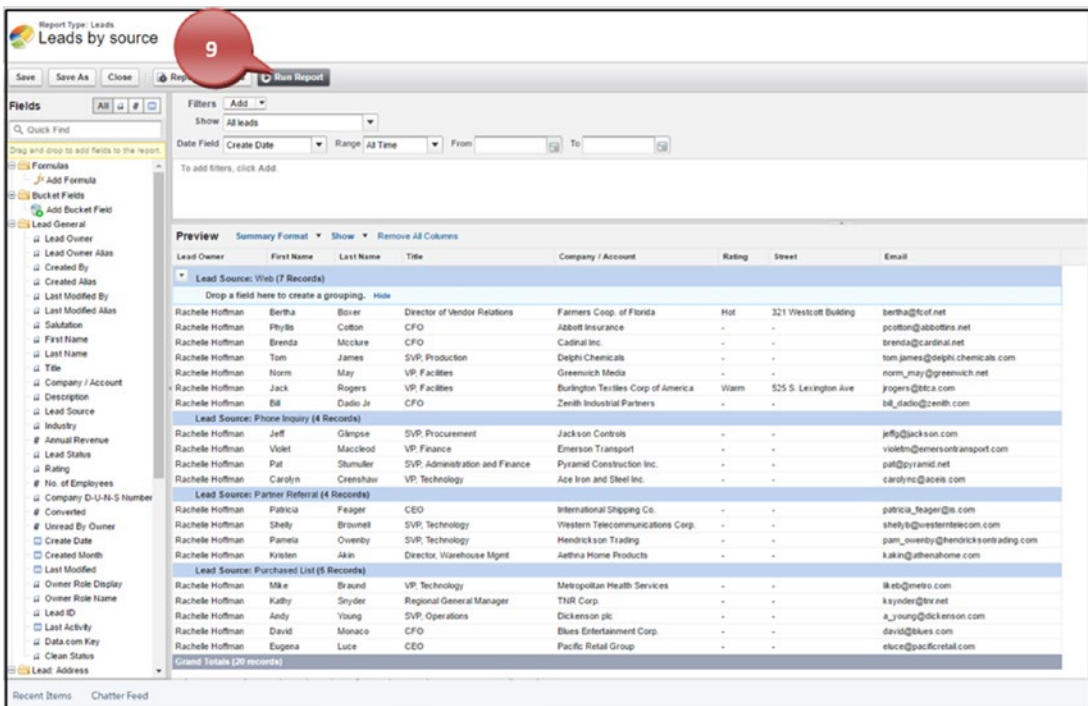 Report Type: Leads
Leads by source
9
Save Save As Close Rep Run Report
Fields All a #
Filters Add
Quick Find
Show All leads
Drag and drop to add fields to the report.
Date Field Create Date Range All Time From To
To add filters, click Add.
Formulas
fx Add Formula
Bucket Fields
Add Bucket Field
Lead General
a Lead Owner
a Lead Owner Alias
a Created By
a Created Alias
a Last Modified By
a Last Modified Alias
a Salutation
a First Name
a Last Name
a Title
a Company / Account
a Description
a Lead Source
a Industry
# Annual Revenue
a Lead Status
a Rating
# No. of Employees
a Company D-U-N-S Number
# Converted
# Unread By Owner
Create Date
Created Month
Last Modified
a Owner Role Display
a Owner Role Name
a Lead ID
Last Activity
a Data.com Key
a Clean Status
Lead: Address
Preview Summary Format Show Remove All Columns
Lead Owner First Name Last Name Title Company / Account Rating Street Email
Lead Source: Web (7 Records)
Drop a field here to create a grouping. Hide
Rachelle Hoffman Bertha Boxer Director of Vendor Relations Farmers Coop. of Florida Hot 321 Westcott Building bertha@fcof.net
Rachelle Hoffman Phyllis Cotton CFO Abbott Insurance - - pcotton@abbottins.net
Rachelle Hoffman Brenda Mcclure CFO Cadinal Inc. - - brenda@cardinal.net
Rachelle Hoffman Tom James SVP, Production Delphi Chemicals - - tom.james@delphi.chemicals.com
Rachelle Hoffman Norm May VP, Facilities Greenwich Media - - norm_may@greenwich.net
Rachelle Hoffman Jack Rogers VP, Facilities Burlington Textiles Corp of America Warm 525 S. Lexington Ave jrogers@btca.com
Rachelle Hoffman Bill Dadio Jr CFO Zenith Industrial Partners - - bill_dadio@zenith.com
Lead Source: Phone Inquiry (4 Records)
Rachelle Hoffman Jeff Glimpse SVP, Procurement Jackson Controls - - jeffg@jackson.com
Rachelle Hoffman Violet Maccleod VP, Finance Emerson Transport - - violetm@emersontransport.com
Rachelle Hoffman Pat Stumuller SVP, Administration and Finance Pyramid Construction Inc. - - pat@pyramid.net
Rachelle Hoffman Carolyn Crenshaw VP, Technology Ace Iron and Steel Inc. - - carolync@aceis.com
Lead Source: Partner Referral (4 Records)
Rachelle Hoffman Patricia Feager CEO International Shipping Co. - - patricia_feager@is.com
Rachelle Hoffman Shelly Brownell SVP, Technology Western Telecommunications Corp. - - shellyb@westerntelecom.com
Rachelle Hoffman Pamela Owenby SVP, Technology Hendrickson Trading - - pam_owenby@hendricksontrading.com
Rachelle Hoffman Kristen Akin Director, Warehouse Mgmt Aethna Home Products - - kakin@athenahome.com
Lead Source: Purchased List (5 Records)
Rachelle Hoffman Mike Braund VP, Technology Metropolitan Health Services - - likeb@metro.com
Rachelle Hoffman Kathy Snyder Regional General Manager TNR Corp. - - ksynder@tnr.net
Rachelle Hoffman Andy Young SVP, Operations Dickenson plc - - a_young@dickenson.com
Rachelle Hoffman David Monaco CFO Blues Entertainment Corp. - - david@blues.com
Rachelle Hoffman Eugena Luce CEO Pacific Retail Group - - eluce@pacificretail.com
Grand Totals (20 records)
Recent Items Chatter Feed